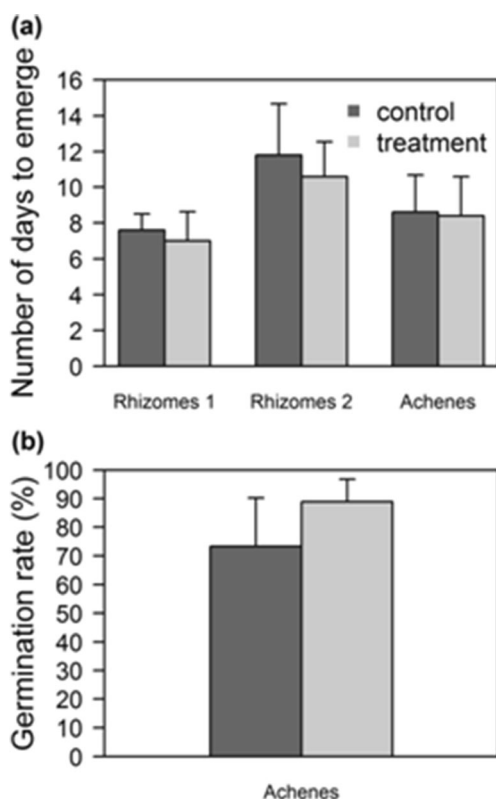 (a)
Number of days to emerge
16
14
12
10
8
6
4
2
0
control
treatment
Rhizomes 1
Rhizomes 2
Achenes
(b)
Germination rate (%)
100
90
80
70
60
50
40
30
20
10
0
Achenes